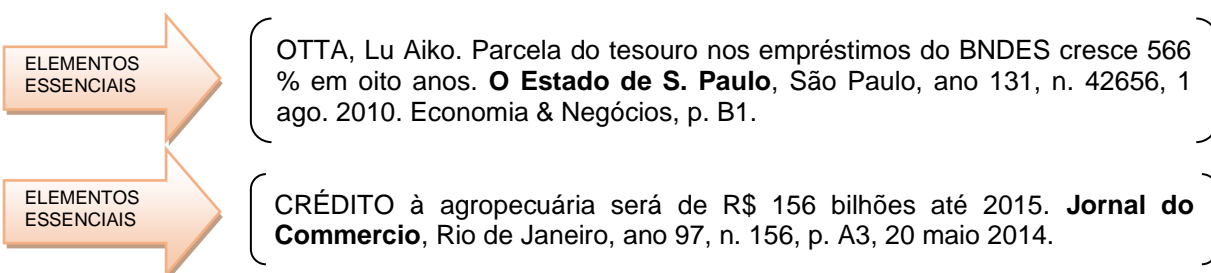 ELEMENTOS
ESSENCIAIS
OTTA, Lu Aiko. Parcela do tesouro nos empréstimos do BNDES cresce 566
% em oito anos. O Estado de S. Paulo, São Paulo, ano 131, n. 42656, 1
ago. 2010. Economia & Negócios, p. B1.
ELEMENTOS
ESSENCIAIS
CRÉDITO à agropecuária será de R$ 156 bilhões até 2015. Jornal do
Commercio, Rio de Janeiro, ano 97, n. 156, p. A3, 20 maio 2014.